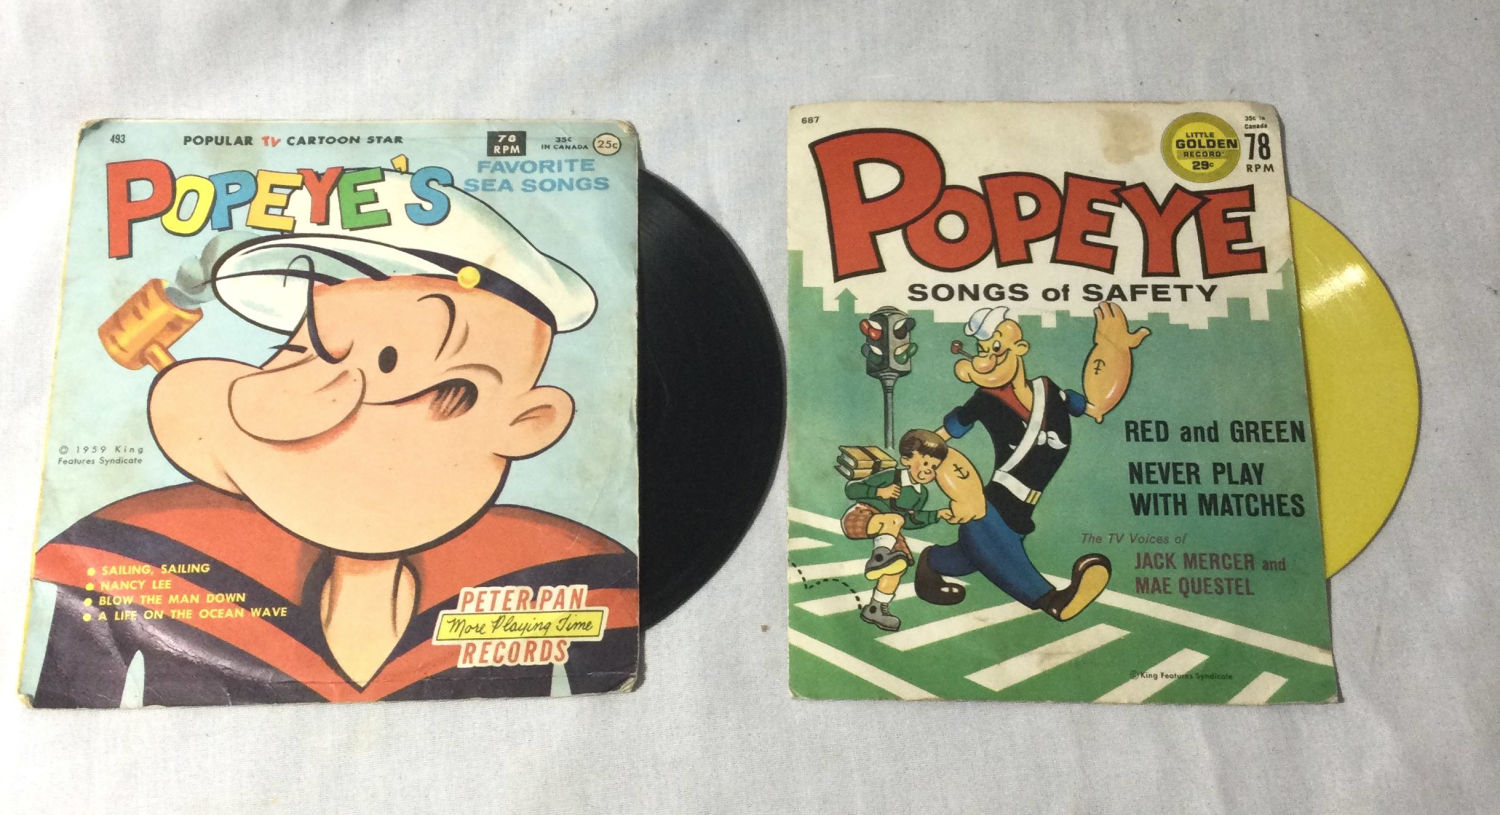 493
POPULAR TV CARTOON STAR
78
RPM
35¢
IN CANADA
25¢
POPEYE'S
FAVORITE
SEA SONGS
© 1959 King
Features Syndicate
• SAILING, SAILING
• NANCY LEE
• BLOW THE MAN DOWN
• A LIFE ON THE OCEAN WAVE
PETER PAN
More Playing Time
RECORDS
687
LITTLE
GOLDEN
RECORD
29¢
35¢ in
Canada
78
RPM
POPEYE
SONGS of SAFETY
RED and GREEN
NEVER PLAY
WITH MATCHES
The TV Voices of
JACK MERCER and
MAE QUESTEL
© King Features Syndicate